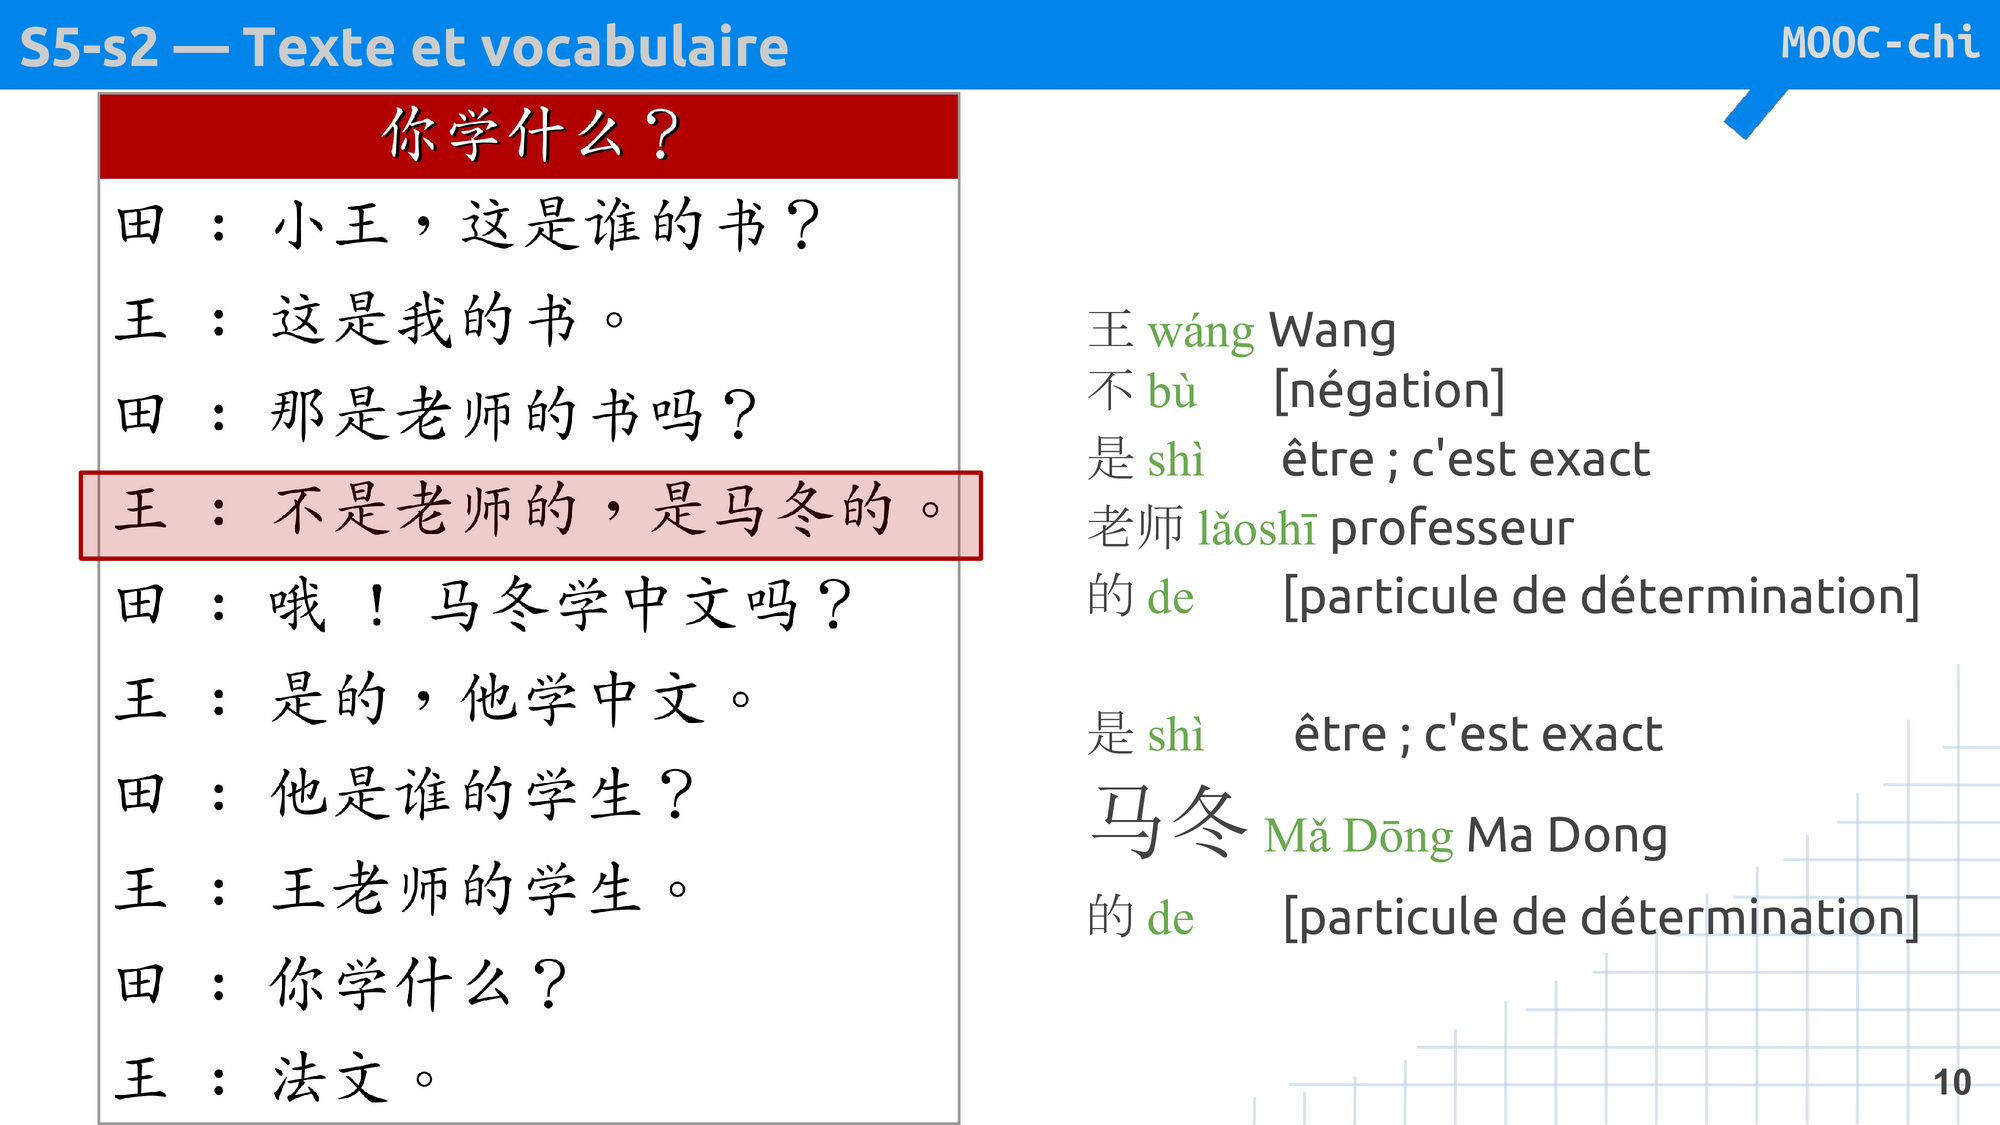 S5-s2 — Texte et vocabulaire
MOOC-chi
你学什么？
田 : 小王，这是谁的书？
王 : 这是我的书。
田 : 那是老师的书吗？
王 : 不是老师的，是马冬的。
田 : 哦 ! 马冬学中文吗？
王 : 是的，他学中文。
田 : 他是谁的学生？
王 : 王老师的学生。
田 : 你学什么？
王 : 法文。
王 wáng Wang
不 bù [négation]
是 shì être ; c'est exact
老师 lǎoshī professeur
的 de [particule de détermination]
是 shì être ; c'est exact
马冬 Mǎ Dōng Ma Dong
的 de [particule de détermination]
10